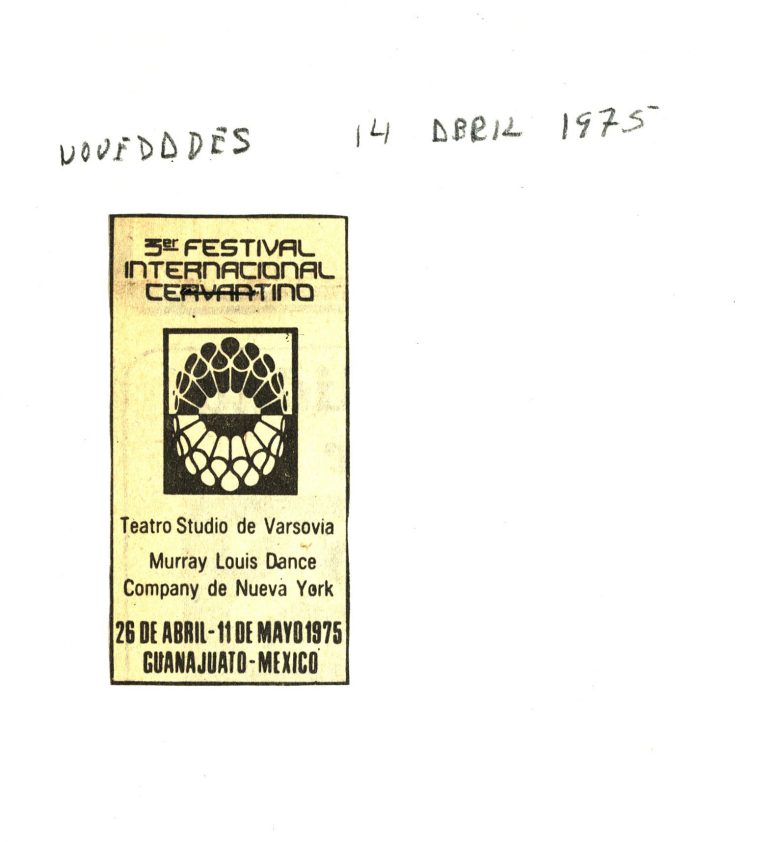 NOVEDADES 14 ABRIL 1975
3er FESTIVAL
INTERNACIONAL
CERVANTINO
Teatro Studio de Varsovia
Murray Louis Dance
Company de Nueva York
26 DE ABRIL-11 DE MAYO 1975
GUANAJUATO-MEXICO